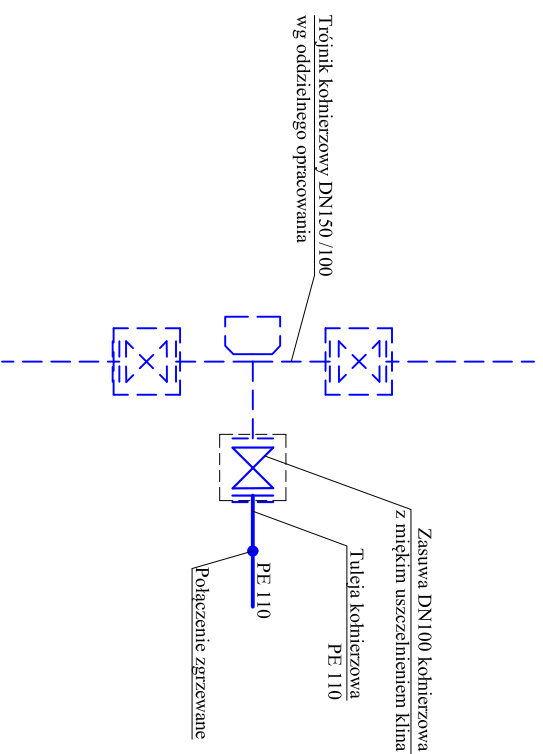 Trójnik kołnierzowy DN150 /100
wg oddzielnego opracowania
Zasuwa DN100 kołnierzowa
z miękim uszczelnieniem klina
Tuleja kołnierzowa
PE 110
PE 110
Połączenie zgrzewane